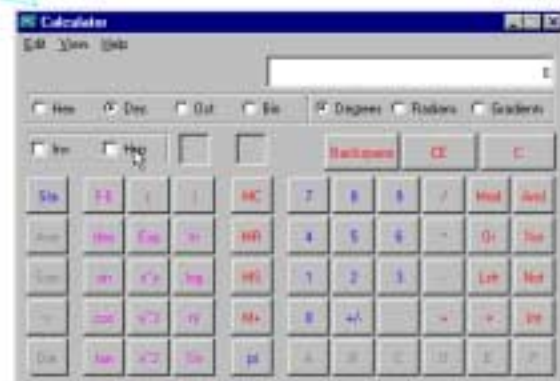 Calculator
Edit View Help
0
Hex Dec Oct Bin Degrees Radians Gradients
Inv Hyp Backspace CE C
Sta F-E ( ) MC 7 8 9 / Mod And
Ave dms Exp ln MR 4 5 6 * Or Xor
Sum sin x^y log MS 1 2 3 - Lsh Not
s cos x^3 n! M+ 0 +/- . + = Int
Dat tan x^2 1/x pi A B C D E F